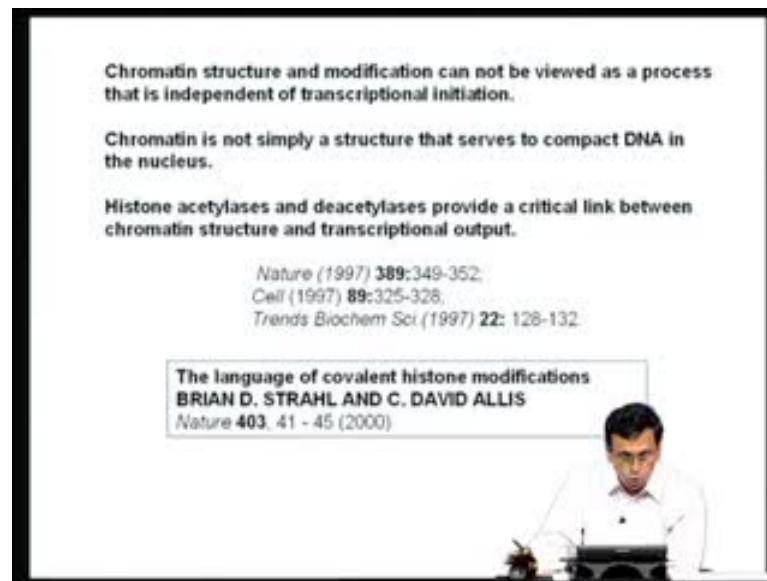 Chromatin structure and modification can not be viewed as a process
that is independent of transcriptional initiation.
Chromatin is not simply a structure that serves to compact DNA in
the nucleus.
Histone acetylases and deacetylases provide a critical link between
chromatin structure and transcriptional output.
Nature (1997) 389:349-352;
Cell (1997) 89:325-328;
Trends Biochem Sci (1997) 22: 128-132
The language of covalent histone modifications
BRIAN D. STRAHL AND C. DAVID ALLIS
Nature 403, 41 - 45 (2000)